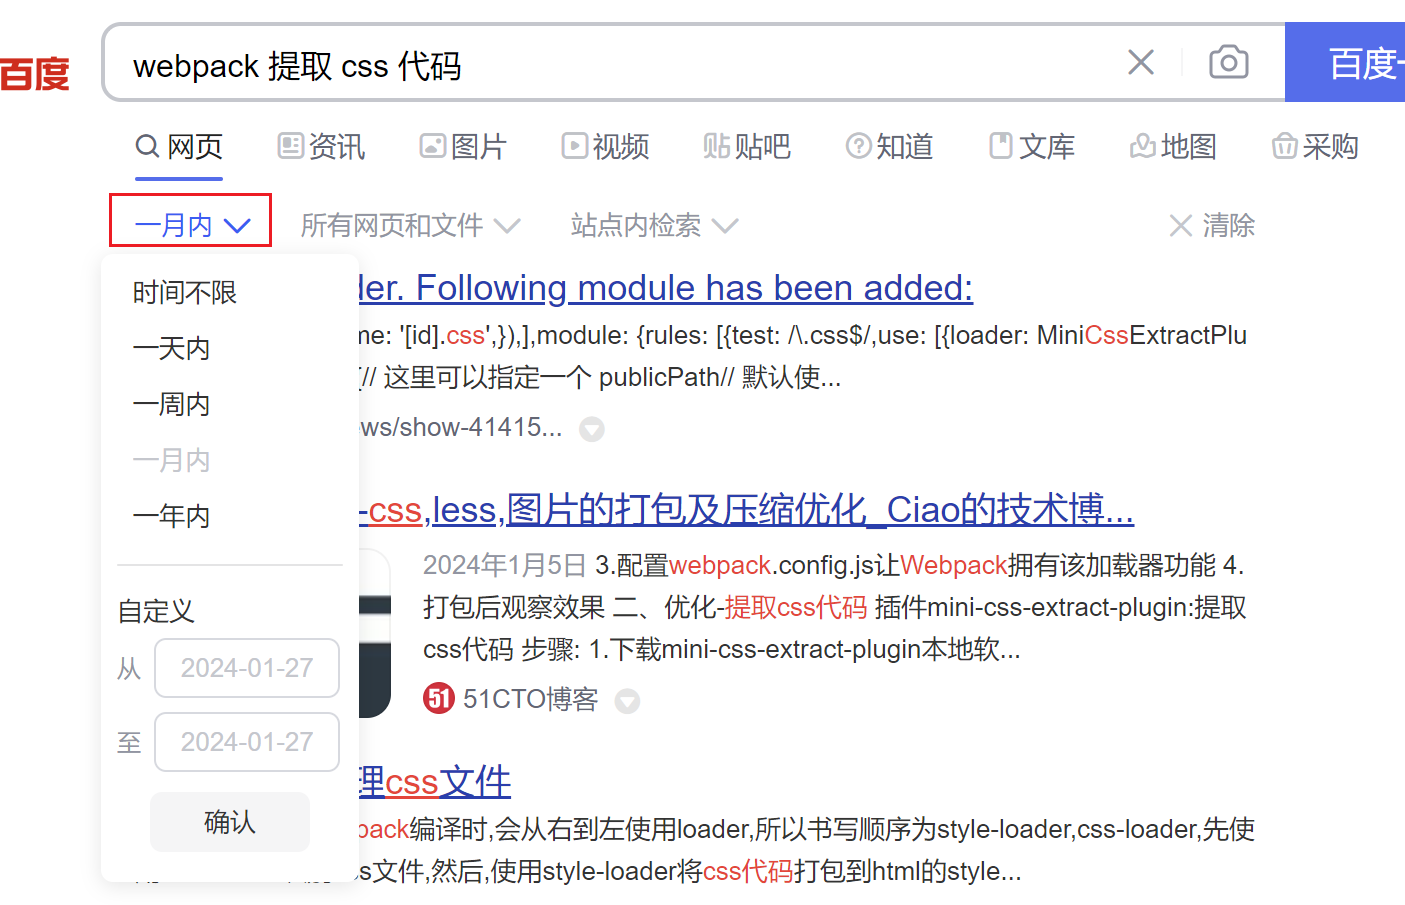 百度
webpack 提取 css 代码
百度
网页 资讯 图片 视频 贴 贴吧 知道 文库 地图 采购
一月内 所有网页和文件 站点内检索 清除
时间不限
一天内
一周内
一月内
一年内
自定义
从 2024-01-27
至 2024-01-27
确认
der. Following module has been added:
me: '[id].css',}),],module: {rules: [{test: /\.css$/,use: [{loader: MiniCssExtractPlu
{// 这里可以指定一个 publicPath// 默认使...
ws/show-41415...
-css,less,图片的打包及压缩优化_Ciao的技术博...
2024年1月5日 3.配置webpack.config.js让Webpack拥有该加载器功能 4.
打包后观察效果 二、优化-提取css代码 插件mini-css-extract-plugin:提取
css代码 步骤: 1.下载mini-css-extract-plugin本地软...
51 51CTO博客
理css文件
pack编译时,会从右到左使用loader,所以书写顺序为style-loader,css-loader,先使
s文件,然后,使用style-loader将css代码打包到html的style...